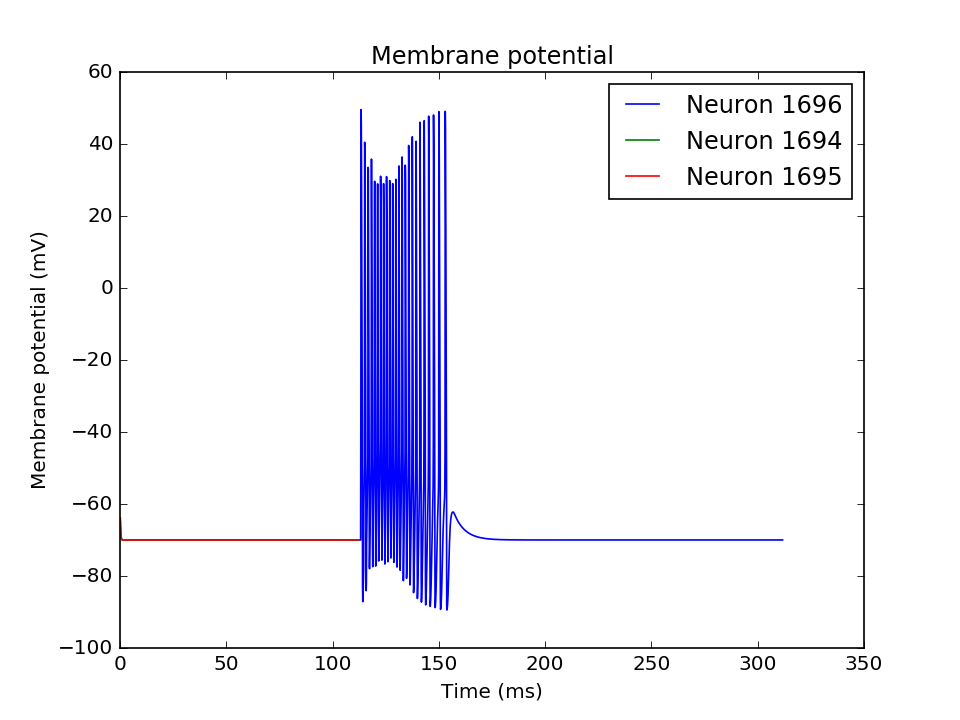 Membrane potential
Neuron 1696
Neuron 1694
Neuron 1695
60
40
20
0
−20
−40
−60
−80
−100
Membrane potential (mV)
0 50 100 150 200 250 300 350
Time (ms)